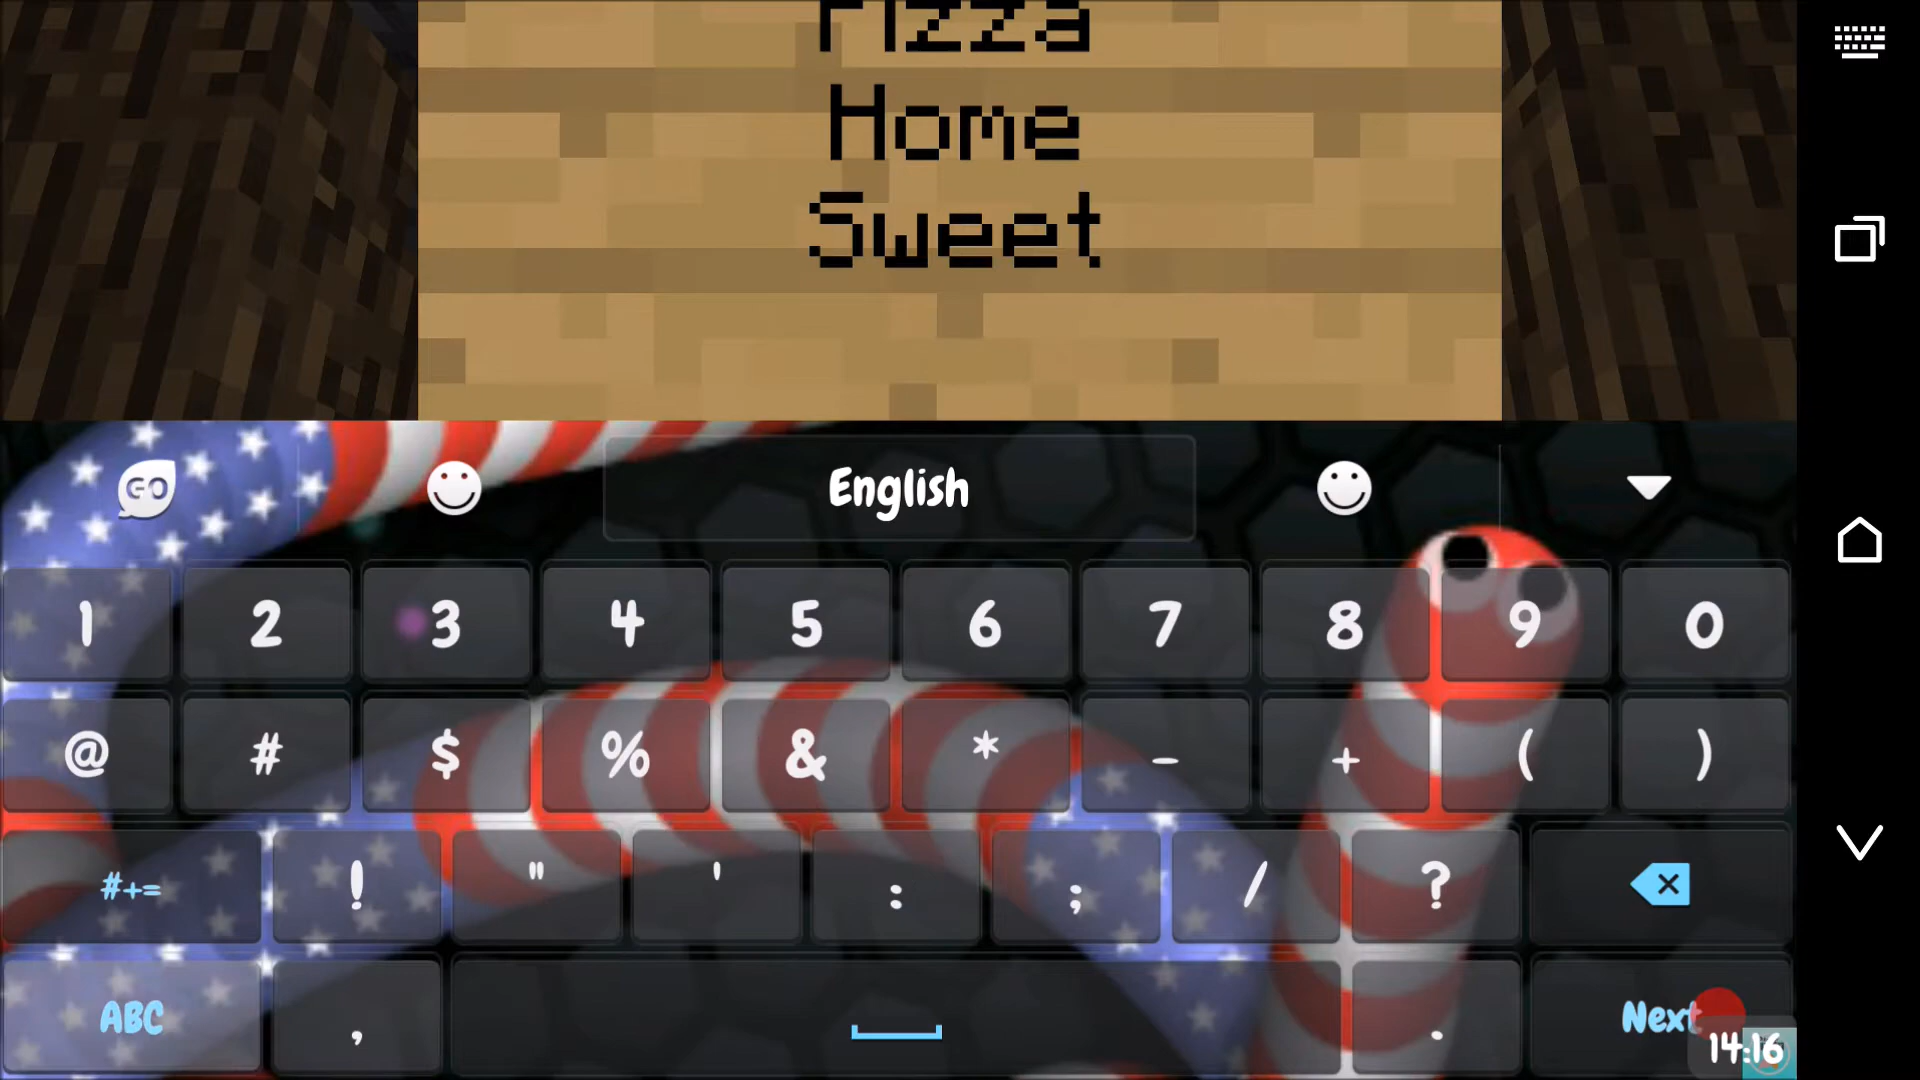 Pizza
Home
Sweet
GO English
1 2 3 4 5 6 7 8 9 0
@ # $ % & * - + ( )
#+= ! " ' : ; / ?
ABC , . Next
14:16